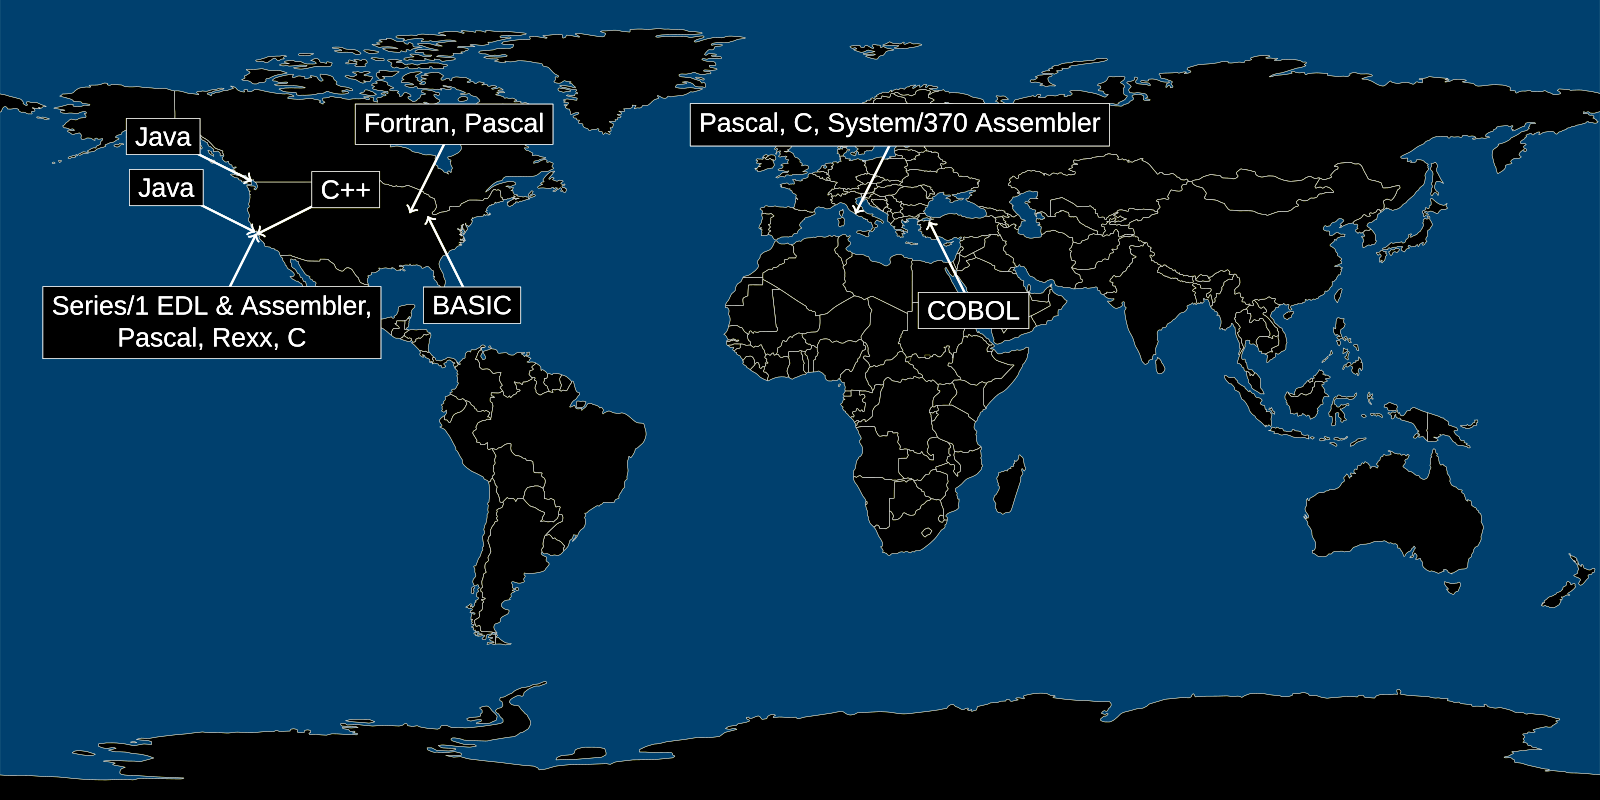 Fortran, Pascal
Pascal, C, System/370 Assembler
Java
Java
C++
Series/1 EDL & Assembler,
Pascal, Rexx, C
BASIC
COBOL